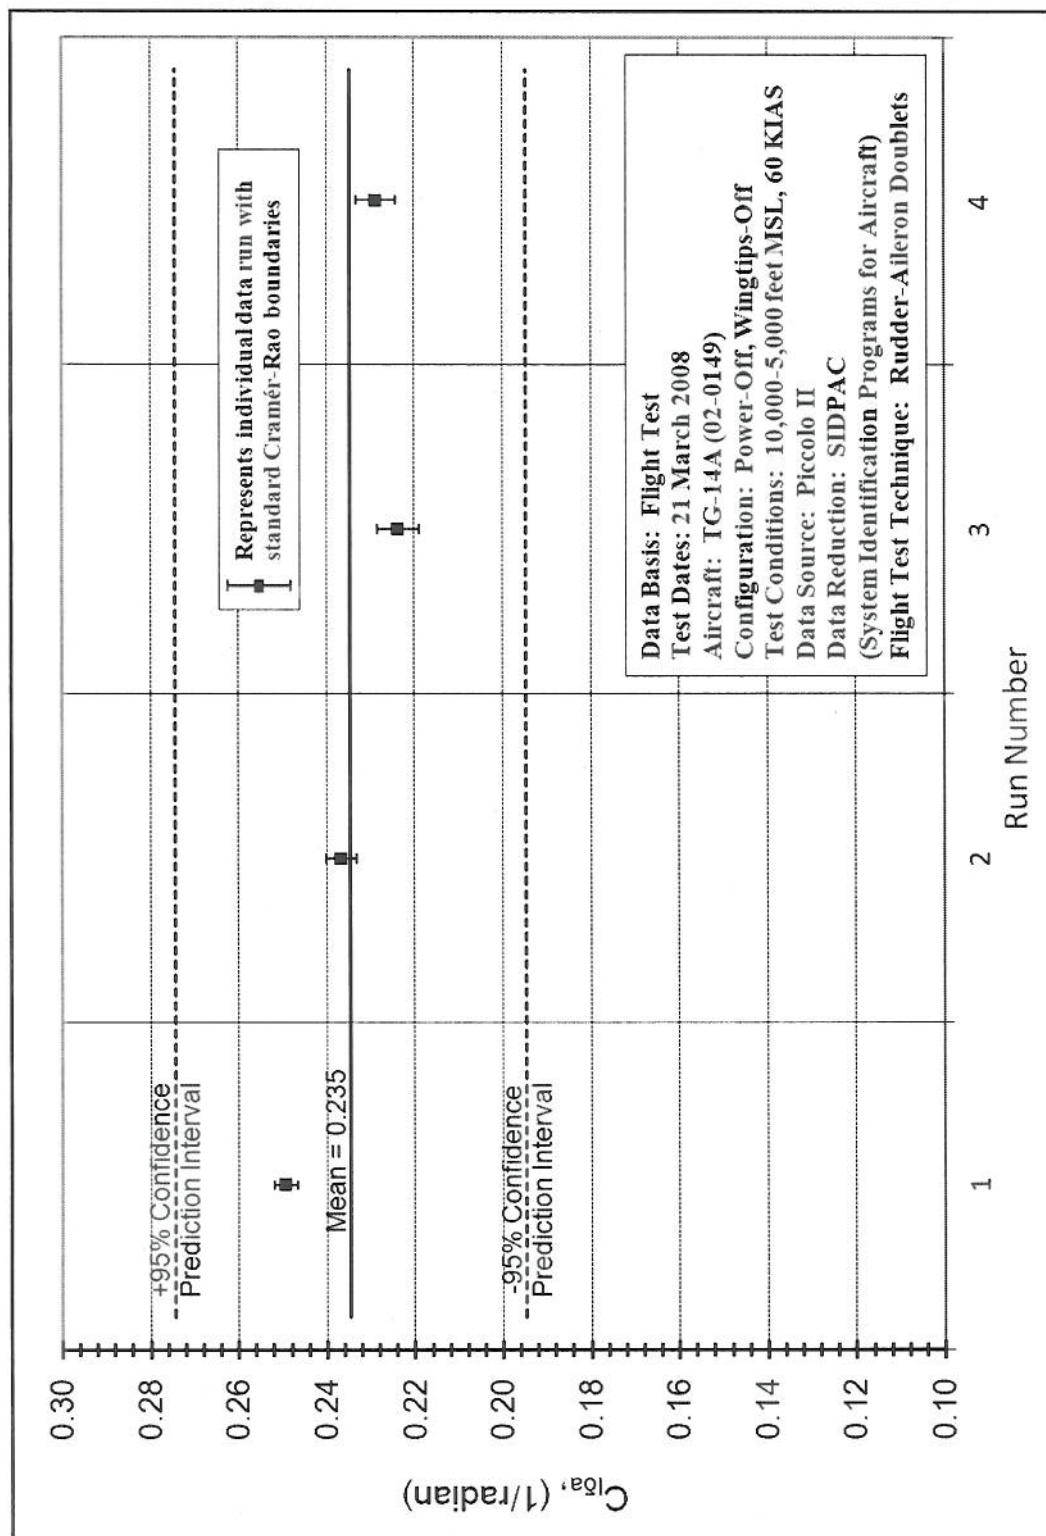 0.30
0.28
0.26
0.24
0.22
0.20
0.18
0.16
0.14
0.12
0.10
C_lδa, (1/radian)
+95% Confidence
Prediction Interval
Mean = 0.235
-95% Confidence
Prediction Interval
Represents individual data run with
standard Cramér-Rao boundaries
Data Basis: Flight Test
Test Dates: 21 March 2008
Aircraft: TG-14A (02-0149)
Configuration: Power-Off, Wingtips-Off
Test Conditions: 10,000-5,000 feet MSL, 60 KIAS
Data Source: Piccolo II
Data Reduction: SIDPAC
(System Identification Programs for Aircraft)
Flight Test Technique: Rudder-Aileron Doublets
1
2
3
4
Run Number